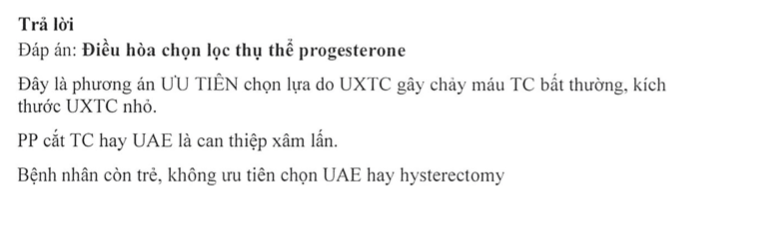 Trả lời
Đáp án: Điều hòa chọn lọc thụ thể progesterone
Đây là phương án ƯU TIÊN chọn lựa do UXTC gây chảy máu TC bất thường, kích
thước UXTC nhỏ.
PP cắt TC hay UAE là can thiệp xâm lấn.
Bệnh nhân còn trẻ, không ưu tiên chọn UAE hay hysterectomy